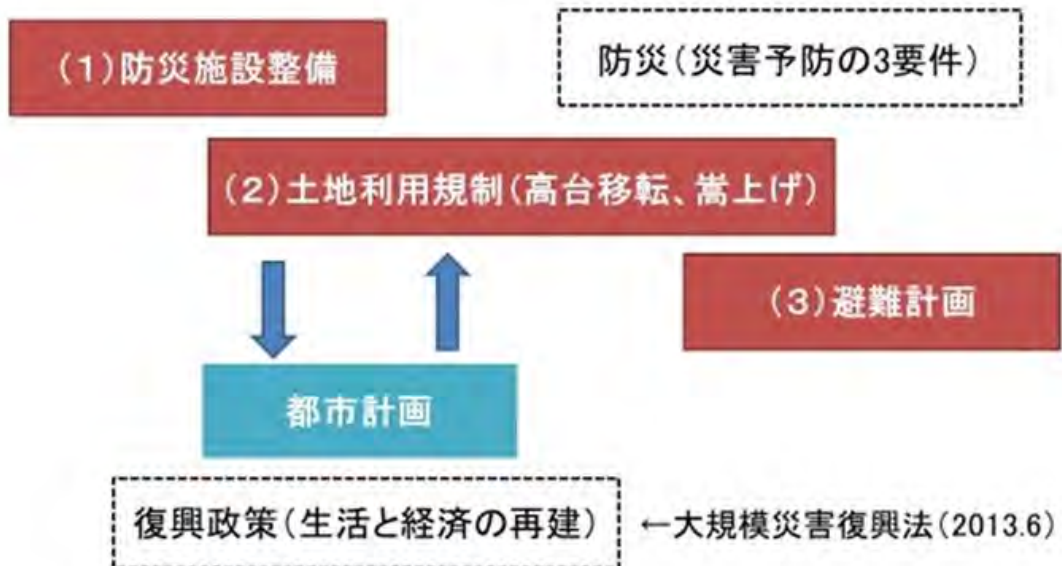 (1)防災施設整備
防災(災害予防の3要件)
(2)土地利用規制(高台移転、嵩上げ)
(3)避難計画
都市計画
復興政策(生活と経済の再建)
←大規模災害復興法(2013.6)